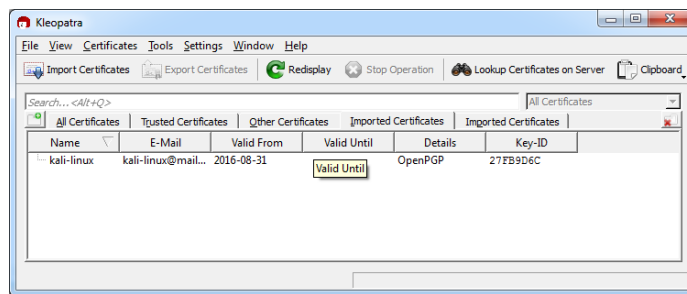 Kleopatra
File View Certificates Tools Settings Window Help
Import Certificates Export Certificates Redisplay Stop Operation Lookup Certificates on Server Clipboard
Search...<Alt+Q> All Certificates
All Certificates Trusted Certificates Other Certificates Imported Certificates Imported Certificates
Name E-Mail Valid From Valid Until Details Key-ID
kali-linux kali-linux@mail... 2016-08-31 OpenPGP 27FB9D6C
Valid Until